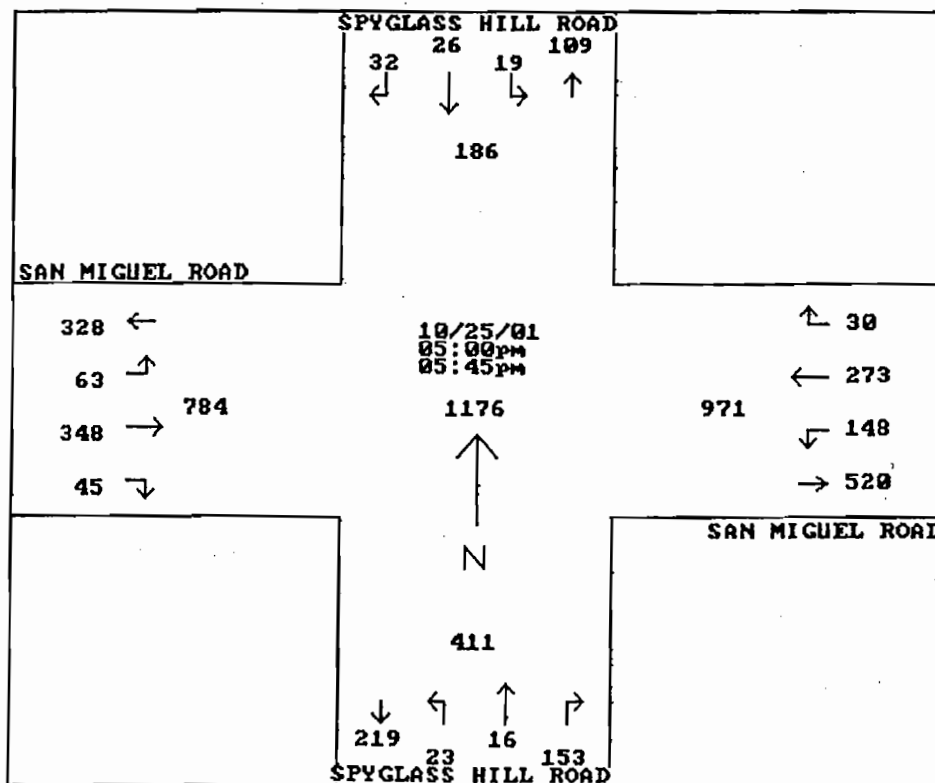 SPYGLASS HILL ROAD
32 26 19 109
186
SAN MIGUEL ROAD
328
63
348
45
784
10/25/01
05:00pm
05:45pm
1176
971
30
273
148
520
SAN MIGUEL ROAD
N
411
219 23 16 153
SPYGLASS HILL ROAD